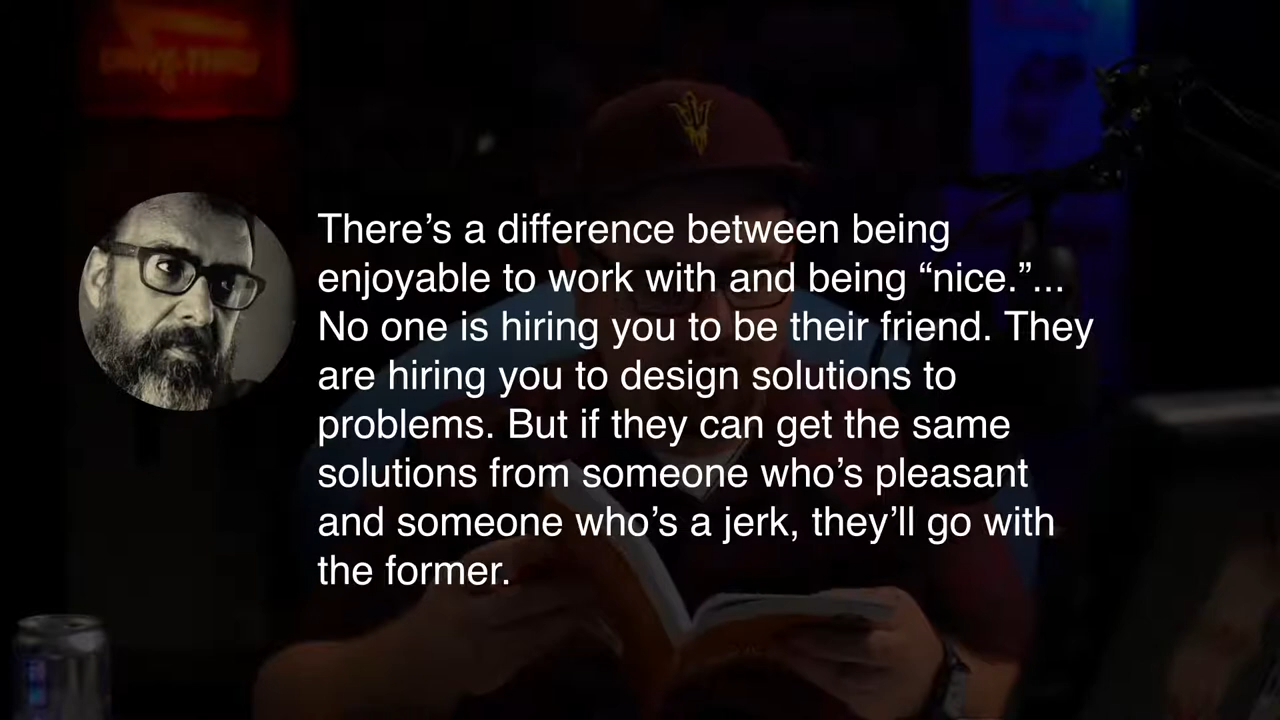 DRIVE-THRU
There’s a difference between being
enjoyable to work with and being “nice.”...
No one is hiring you to be their friend. They
are hiring you to design solutions to
problems. But if they can get the same
solutions from someone who’s pleasant
and someone who’s a jerk, they’ll go with
the former.